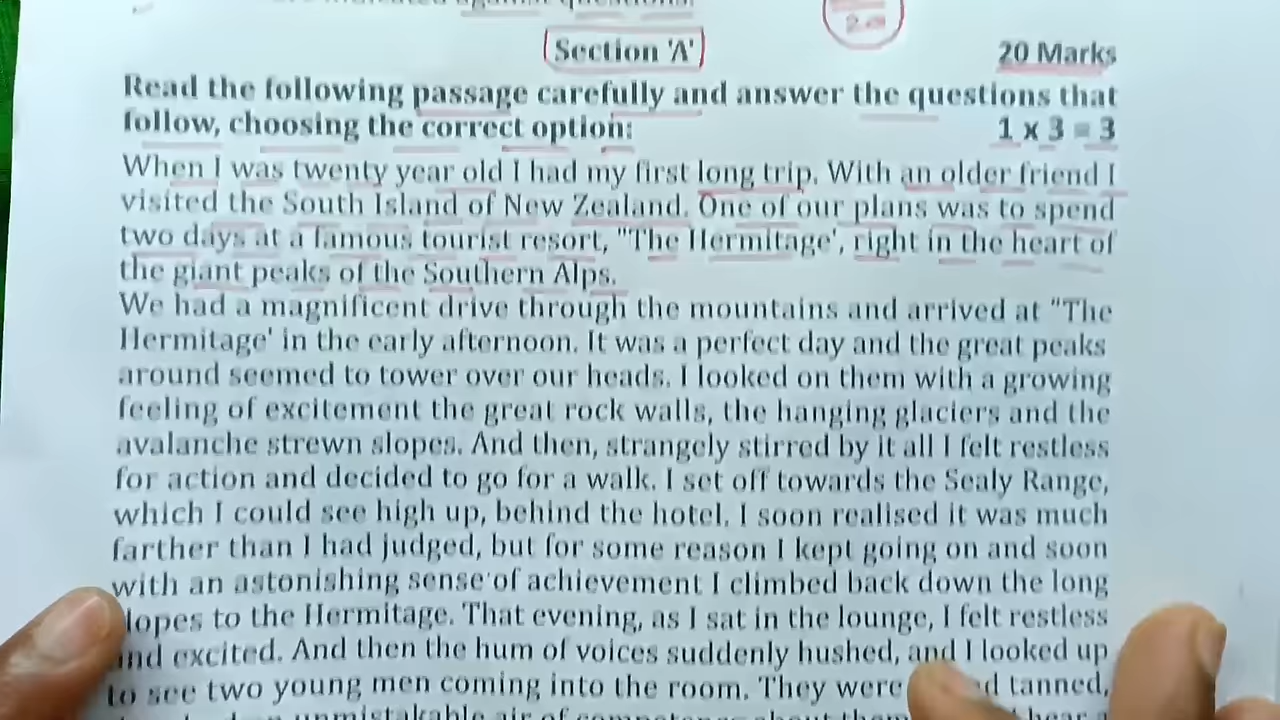 indicated against questions.
Section 'A'
20 Marks
Read the following passage carefully and answer the questions that
follow, choosing the correct option:
1 x 3 = 3
When I was twenty year old I had my first long trip. With an older friend I
visited the South Island of New Zealand. One of our plans was to spend
two days at a famous tourist resort, "The Hermitage', right in the heart of
the giant peaks of the Southern Alps.
We had a magnificent drive through the mountains and arrived at "The
Hermitage' in the early afternoon. It was a perfect day and the great peaks
around seemed to tower over our heads. I looked on them with a growing
feeling of excitement the great rock walls, the hanging glaciers and the
avalanche strewn slopes. And then, strangely stirred by it all I felt restless
for action and decided to go for a walk. I set off towards the Sealy Range,
which I could see high up, behind the hotel. I soon realised it was much
farther than I had judged, but for some reason I kept going on and soon
with an astonishing sense of achievement I climbed back down the long
lopes to the Hermitage. That evening, as I sat in the lounge, I felt restless
and excited. And then the hum of voices suddenly hushed, and I looked up
to see two young men coming into the room. They were tanned,
unmistakable air of competence about them hear a